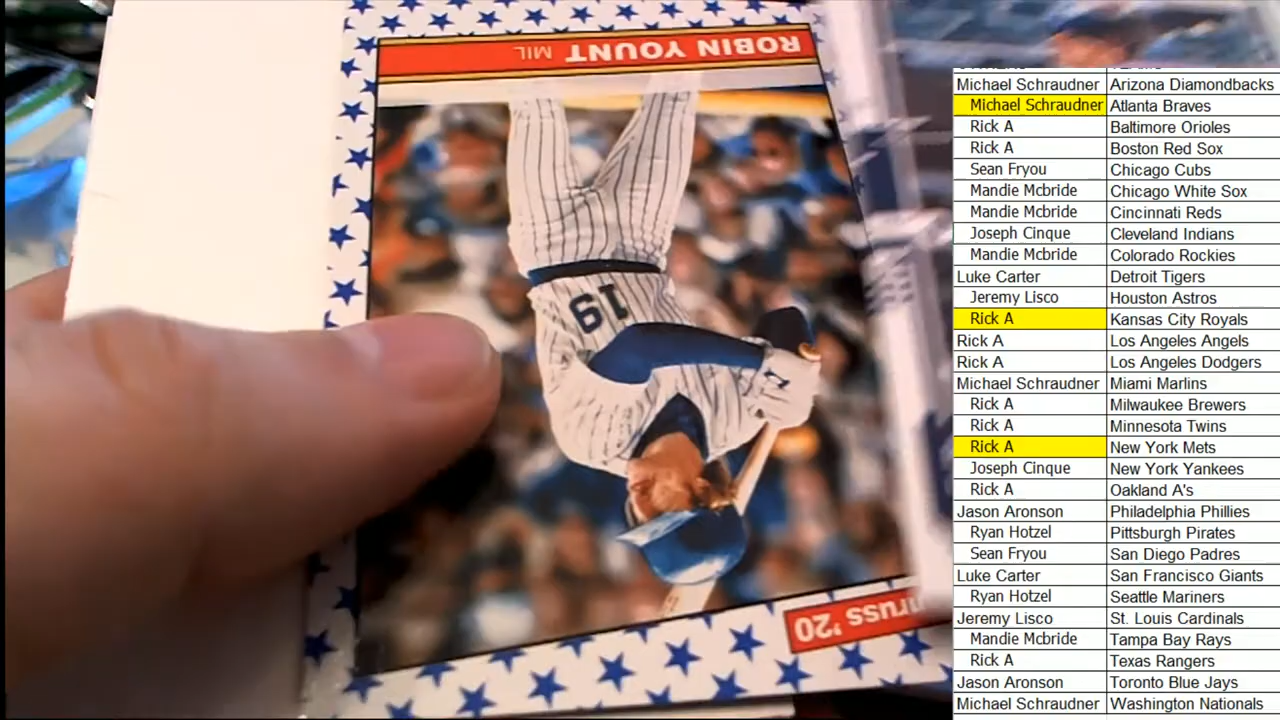 ROBIN YOUNT MIL
19
nruss '20
Michael Schraudner Arizona Diamondbacks
Michael Schraudner Atlanta Braves
Rick A Baltimore Orioles
Rick A Boston Red Sox
Sean Fryou Chicago Cubs
Mandie Mcbride Chicago White Sox
Mandie Mcbride Cincinnati Reds
Joseph Cinque Cleveland Indians
Mandie Mcbride Colorado Rockies
Luke Carter Detroit Tigers
Jeremy Lisco Houston Astros
Rick A Kansas City Royals
Rick A Los Angeles Angels
Rick A Los Angeles Dodgers
Michael Schraudner Miami Marlins
Rick A Milwaukee Brewers
Rick A Minnesota Twins
Rick A New York Mets
Joseph Cinque New York Yankees
Rick A Oakland A's
Jason Aronson Philadelphia Phillies
Ryan Hotzel Pittsburgh Pirates
Sean Fryou San Diego Padres
Luke Carter San Francisco Giants
Ryan Hotzel Seattle Mariners
Jeremy Lisco St. Louis Cardinals
Mandie Mcbride Tampa Bay Rays
Rick A Texas Rangers
Jason Aronson Toronto Blue Jays
Michael Schraudner Washington Nationals